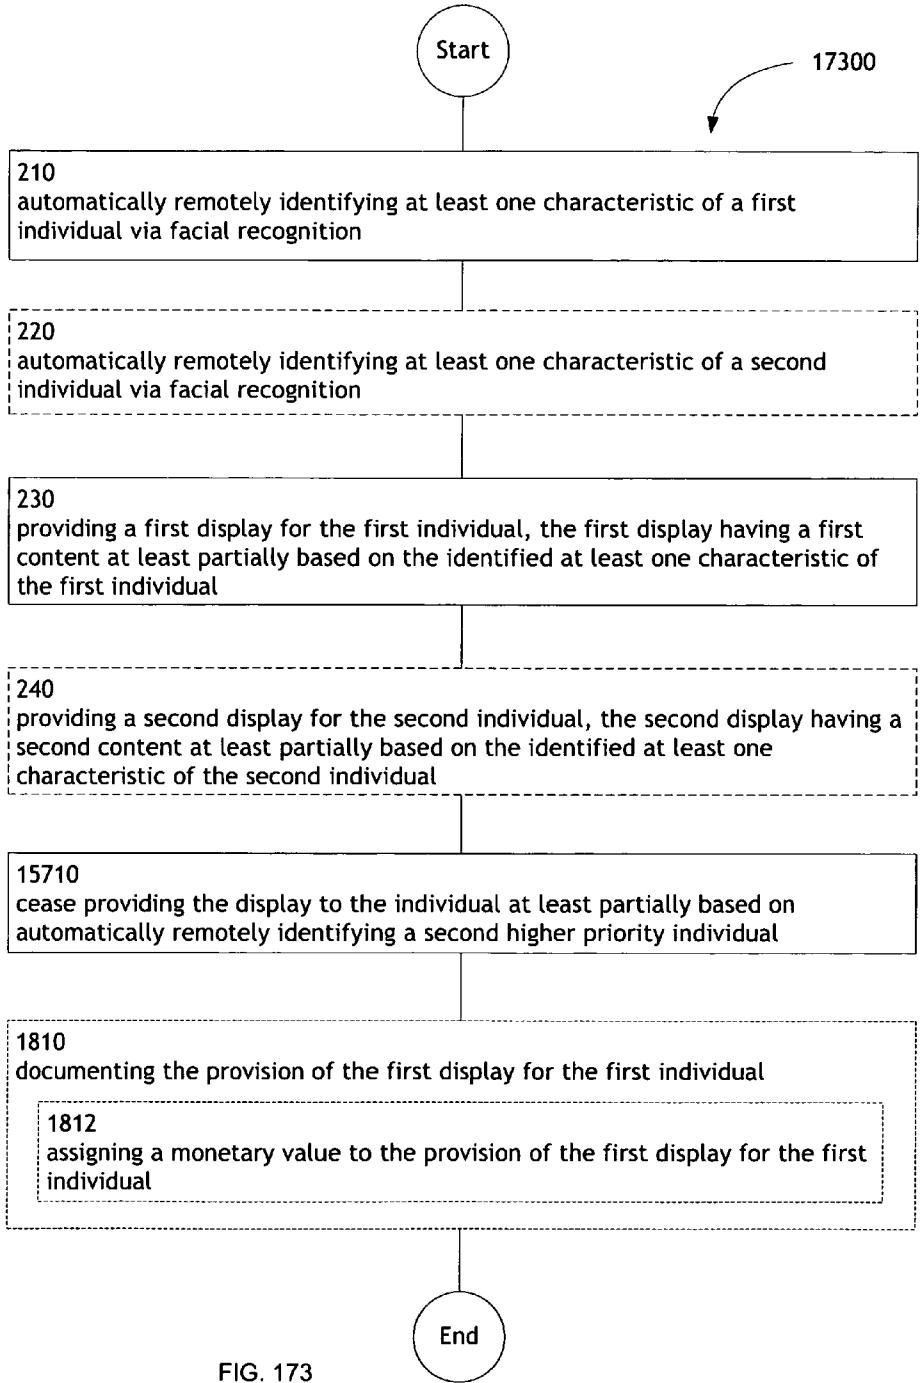 Start
17300
210
automatically remotely identifying at least one characteristic of a first
individual via facial recognition
220
automatically remotely identifying at least one characteristic of a second
individual via facial recognition
230
providing a first display for the first individual, the first display having a first
content at least partially based on the identified at least one characteristic of
the first individual
240
providing a second display for the second individual, the second display having a
second content at least partially based on the identified at least one
characteristic of the second individual
15710
cease providing the display to the individual at least partially based on
automatically remotely identifying a second higher priority individual
1810
documenting the provision of the first display for the first individual
1812
assigning a monetary value to the provision of the first display for the first
individual
End
FIG. 173